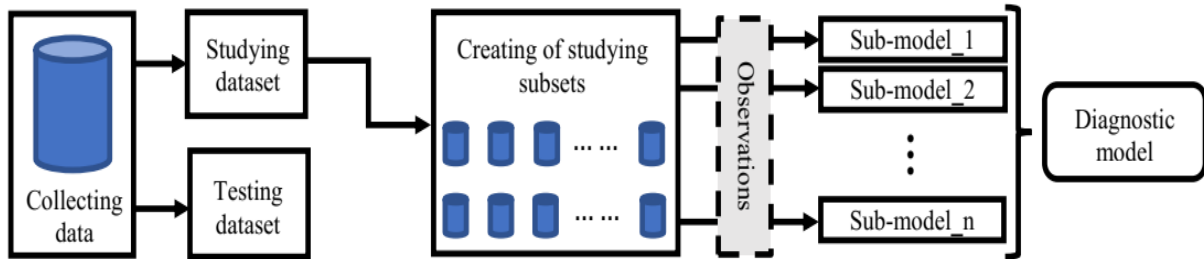 Collecting
data
Studying
dataset
Testing
dataset
Creating of studying
subsets
... ...
... ...
Observations
Sub-model_1
Sub-model_2
Sub-model_n
Diagnostic
model